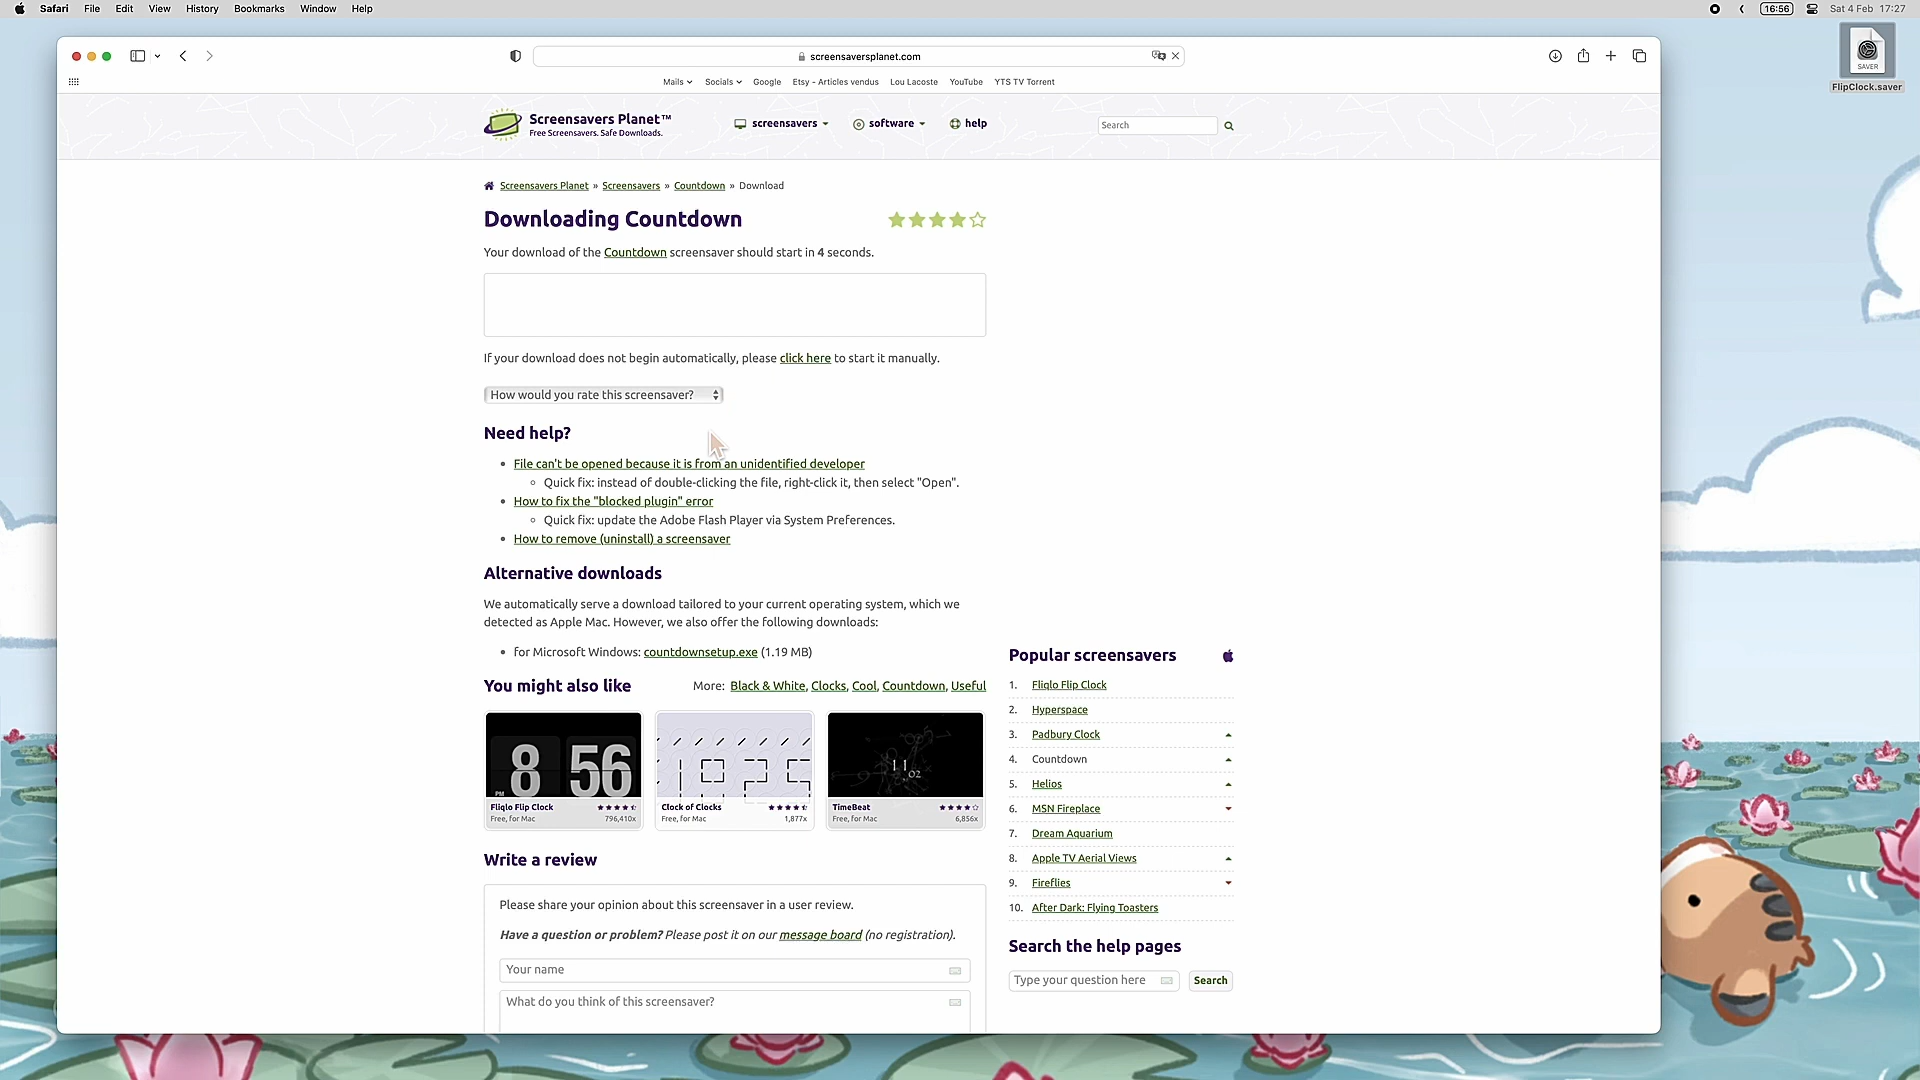 Safari File Edit View History Bookmarks Window Help
16:56 Sat 4 Feb 17:27
SAVER
FlipClock.saver
screensaversplanet.com
Mails Socials Google Etsy - Articles vendus Lou Lacoste YouTube YTS TV Torrent
Screensavers Planet™
Free Screensavers. Safe Downloads.
screensavers software help
Search
Screensavers Planet » Screensavers » Countdown » Download
Downloading Countdown
Your download of the Countdown screensaver should start in 4 seconds.
If your download does not begin automatically, please click here to start it manually.
How would you rate this screensaver?
Need help?
• File can't be opened because it is from an unidentified developer
Quick fix: instead of double-clicking the file, right-click it, then select "Open".
• How to fix the "blocked plugin" error
Quick fix: update the Adobe Flash Player via System Preferences.
• How to remove (uninstall) a screensaver
Alternative downloads
We automatically serve a download tailored to your current operating system, which we
detected as Apple Mac. However, we also offer the following downloads:
• for Microsoft Windows: countdownsetup.exe (1.19 MB)
You might also like
More: Black & White, Clocks, Cool, Countdown, Useful
PM 8 56
Fliqlo Flip Clock
Free, for Mac 796,410x
Clock of Clocks
Free, for Mac 1,877x
11 02
TimeBeat
Free, for Mac 6,856x
Write a review
Please share your opinion about this screensaver in a user review.
Have a question or problem? Please post it on our message board (no registration).
Your name
What do you think of this screensaver?
Popular screensavers
1. Fliqlo Flip Clock
2. Hyperspace
3. Padbury Clock
4. Countdown
5. Helios
6. MSN Fireplace
7. Dream Aquarium
8. Apple TV Aerial Views
9. Fireflies
10. After Dark: Flying Toasters
Search the help pages
Type your question here Search